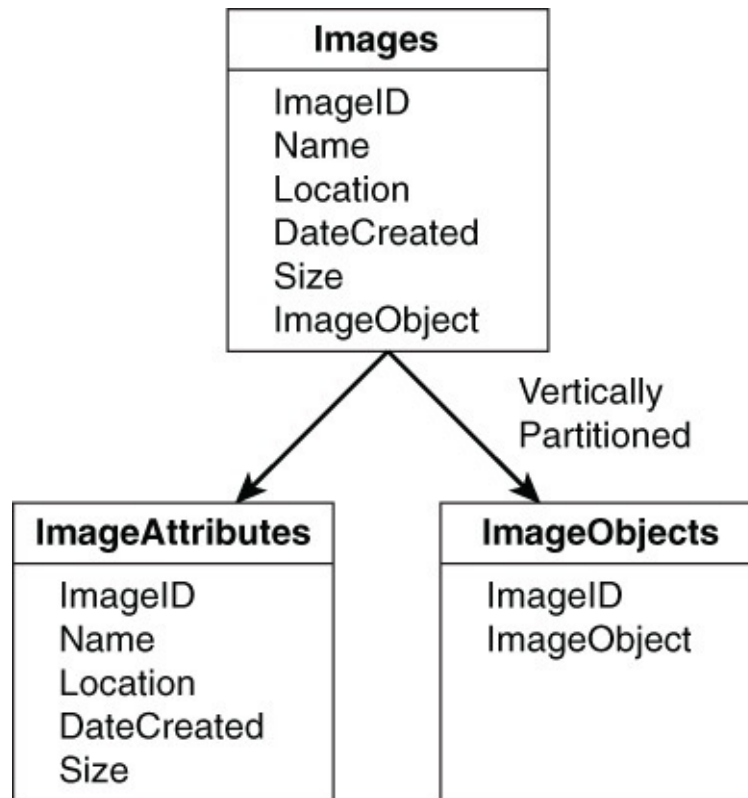 Images
ImageID
Name
Location
DateCreated
Size
ImageObject
Vertically
Partitioned
ImageAttributes
ImageID
Name
Location
DateCreated
Size
ImageObjects
ImageID
ImageObject